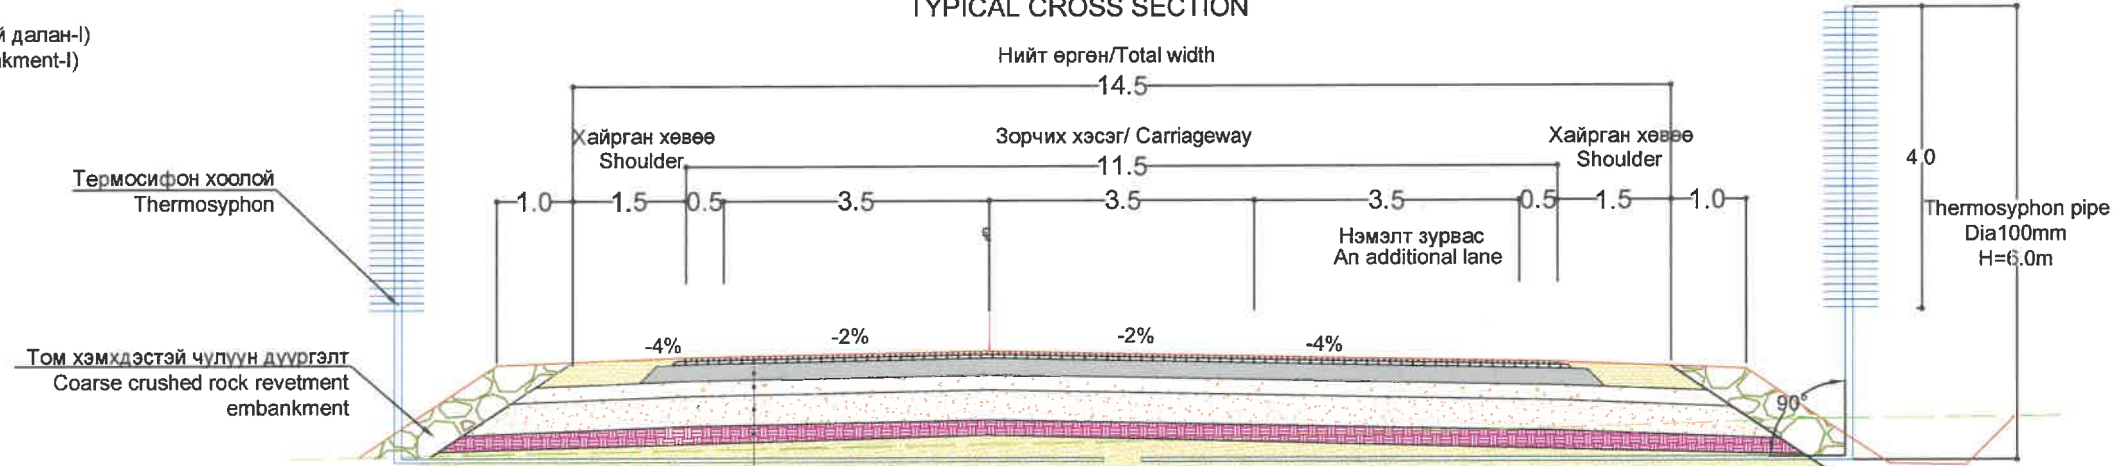 TYPICAL CROSS SECTION
й далан-I)
nkment-I)
Нийт өргөн/Total width
14.5
Хайрган хөвөө
Shoulder
Зорчих хэсэг/ Carriageway
11.5
Хайрган хөвөө
Shoulder
1.0 1.5 0.5 3.5 3.5 3.5 0.5 1.5 1.0
Нэмэлт зурвас
An additional lane
Термосифон хоолой
Thermosyphon
4.0
Thermosyphon pipe
Dia100mm
H=6.0m
-4% -2% -2% -4%
Том хэмхдэстэй чулуун дүүргэлт
Coarse crushed rock revetment
embankment
90°